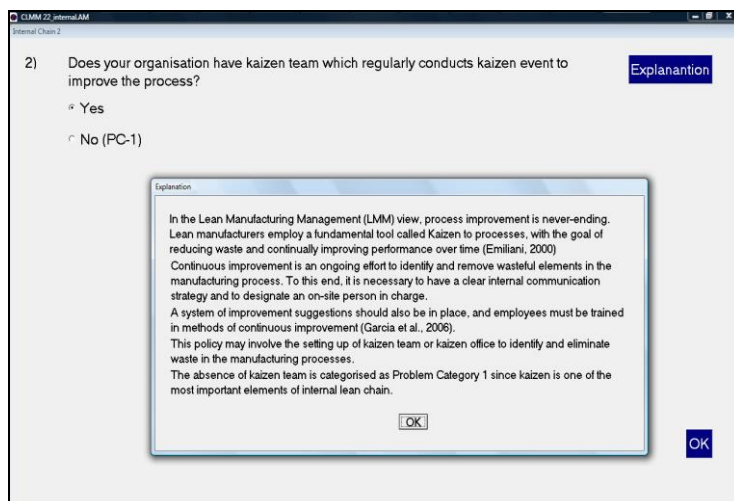 CLMM 22_internal.AM
Internal Chain 2
2) Does your organisation have kaizen team which regularly conducts kaizen event to
improve the process?
Explanantion
Yes
No (PC-1)
Explanation
In the Lean Manufacturing Management (LMM) view, process improvement is never-ending.
Lean manufacturers employ a fundamental tool called Kaizen to processes, with the goal of
reducing waste and continually improving performance over time (Emiliani, 2000)
Continuous improvement is an ongoing effort to identify and remove wasteful elements in the
manufacturing process. To this end, it is necessary to have a clear internal communication
strategy and to designate an on-site person in charge.
A system of improvement suggestions should also be in place, and employees must be trained
in methods of continuous improvement (Garcia et al., 2006).
This policy may involve the setting up of kaizen team or kaizen office to identify and eliminate
waste in the manufacturing processes.
The absence of kaizen team is categorised as Problem Category 1 since kaizen is one of the
most important elements of internal lean chain.
OK
OK